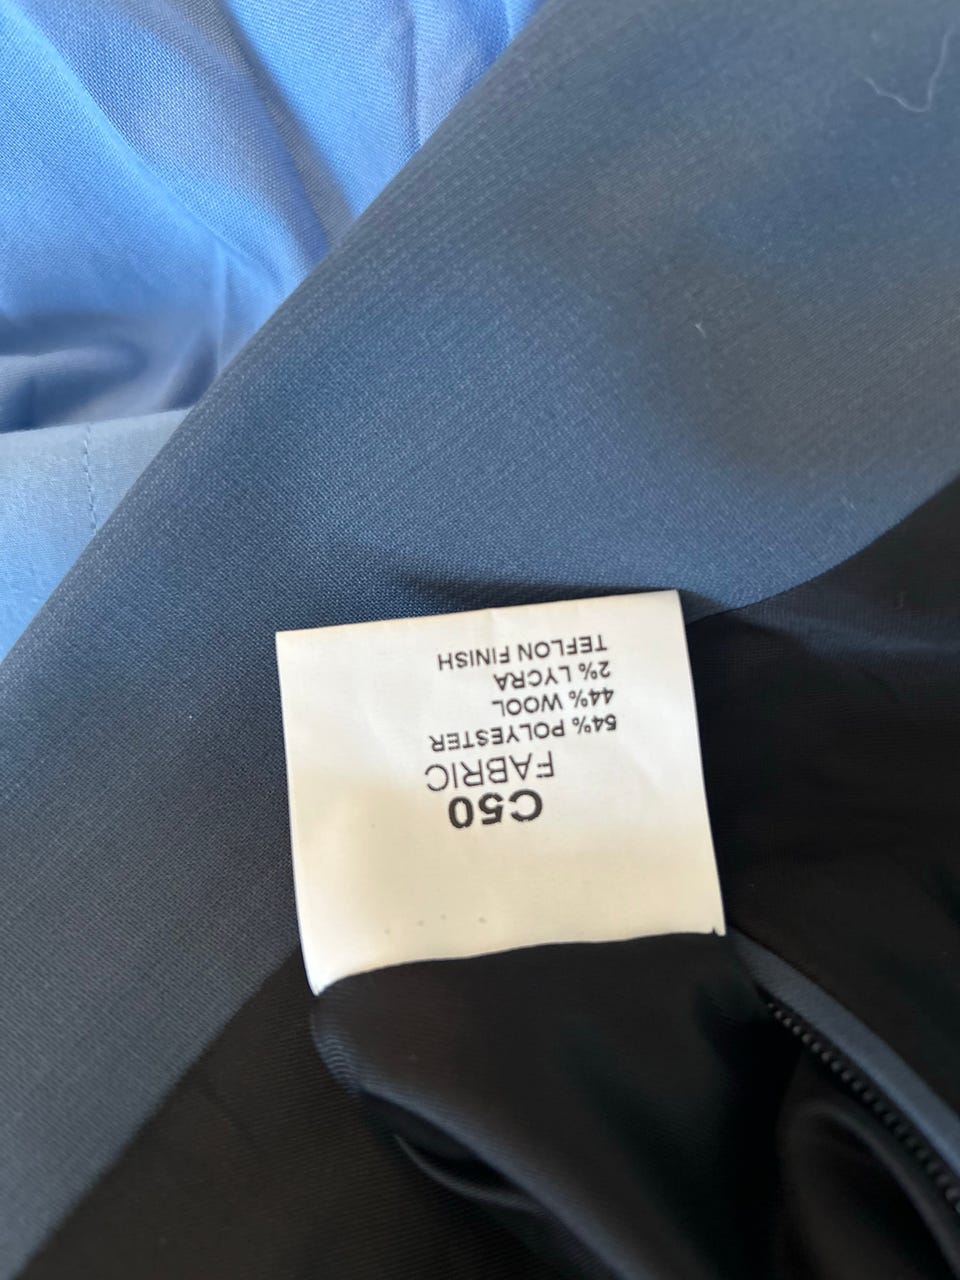 C50
FABRIC
54% POLYESTER
44% WOOL
2% LYCRA
TEFLON FINISH